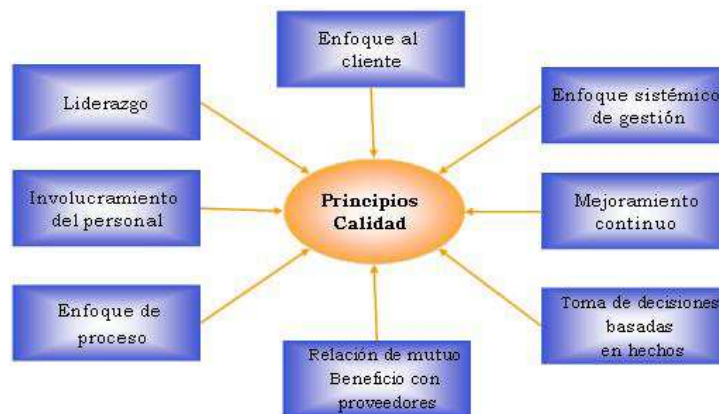 Enfoque al
cliente
Liderazgo
Enfoque sistémico
de gestión
Involucramiento
del personal
Principios
Calidad
Mejoramiento
continuo
Enfoque de
proceso
Toma de decisiones
basadas
en hechos
Relación de mutuo
Beneficio con
proveedores